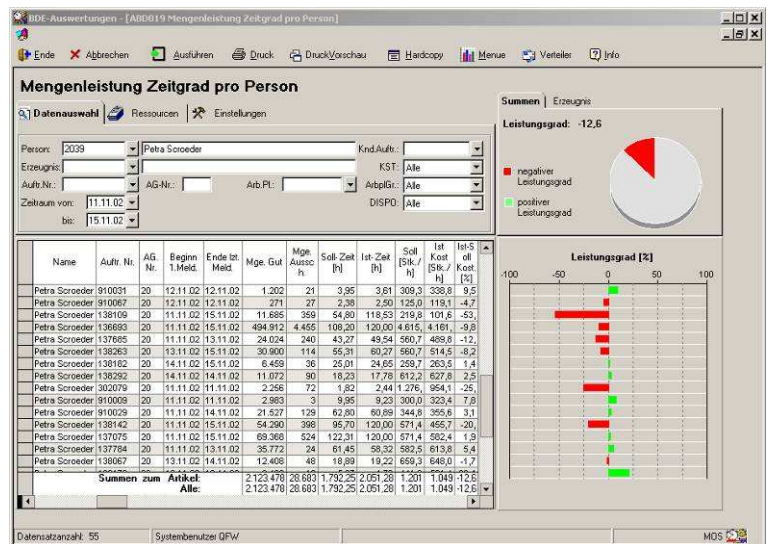 BDE-Auswertungen - [ABD019 Mengenleistung Zeitgrad pro Person]
Ende Abbrechen Ausführen Druck DruckVorschau Hardcopy Menue Verteiler Info
Mengenleistung Zeitgrad pro Person
Datenauswahl Ressourcen Einstellungen
Person: 2039 Petra Scroeder Knd.Auftr.:
Erzeugnis: KST: Alle
Auftr.Nr.: AG-Nr.: Arb.Pl.: ArbplGr.: Alle
Zeitraum von: 11.11.02 DISPO: Alle
bis: 15.11.02
Summen Erzeugnis
Leistungsgrad: -12,6
negativer Leistungsgrad
positiver Leistungsgrad
Name Auftr. Nr. AG. Nr. Beginn 1.Meld. Ende lzt. Meld. Mge. Gut Mge. Aussc h. Soll-Zeit [h] Ist-Zeit [h] Soll [Stk./ h] Ist Kost [Stk./ h] Ist-S oll Kost. [%]
Petra Scroeder 910031 20 12.11.02 12.11.02 1.202 21 3,95 3,61 309,3 338,8 9,5
Petra Scroeder 910067 20 12.11.02 12.11.02 271 27 2,38 2,50 125,0 119,1 -4,7
Petra Scroeder 138109 20 11.11.02 15.11.02 11.685 359 54,80 118,53 219,8 101,6 -53,
Petra Scroeder 136693 20 11.11.02 15.11.02 494.912 4.455 108,20 120,00 4.615, 4.161, -9,8
Petra Scroeder 137685 20 11.11.02 13.11.02 24.024 240 43,27 49,54 560,7 489,8 -12,
Petra Scroeder 138263 20 13.11.02 15.11.02 30.900 114 55,31 60,27 560,7 514,5 -8,2
Petra Scroeder 138182 20 14.11.02 15.11.02 6.459 36 25,01 24,65 259,7 263,5 1,4
Petra Scroeder 138292 20 14.11.02 14.11.02 11.072 90 18,23 17,78 612,2 627,8 2,5
Petra Scroeder 302079 20 11.11.02 11.11.02 2.256 72 1,82 2,44 1.276, 954,1 -25,
Petra Scroeder 910009 20 11.11.02 11.11.02 2.983 3 9,95 9,23 300,0 323,4 7,8
Petra Scroeder 910029 20 11.11.02 14.11.02 21.527 129 62,80 60,89 344,8 355,6 3,1
Petra Scroeder 138142 20 11.11.02 15.11.02 54.290 398 95,70 120,00 571,4 455,7 -20,
Petra Scroeder 137075 20 11.11.02 15.11.02 69.368 524 122,31 120,00 571,4 582,4 1,9
Petra Scroeder 137784 20 11.11.02 13.11.02 35.772 24 61,45 58,32 582,5 613,8 5,4
Petra Scroeder 138067 20 13.11.02 14.11.02 12.408 48 18,89 19,22 659,3 648,0 -1,7
Summen zum Artikel: 2.123.478 28.683 1.792,25 2.051,28 1.201 1.049 -12,6
Alle: 2.123.478 28.683 1.792,25 2.051,28 1.201 1.049 -12,6
Leistungsgrad [%]
-100 -50 0 50 100
Datensatzanzahl: 55 Systembenutzer QFW MOS